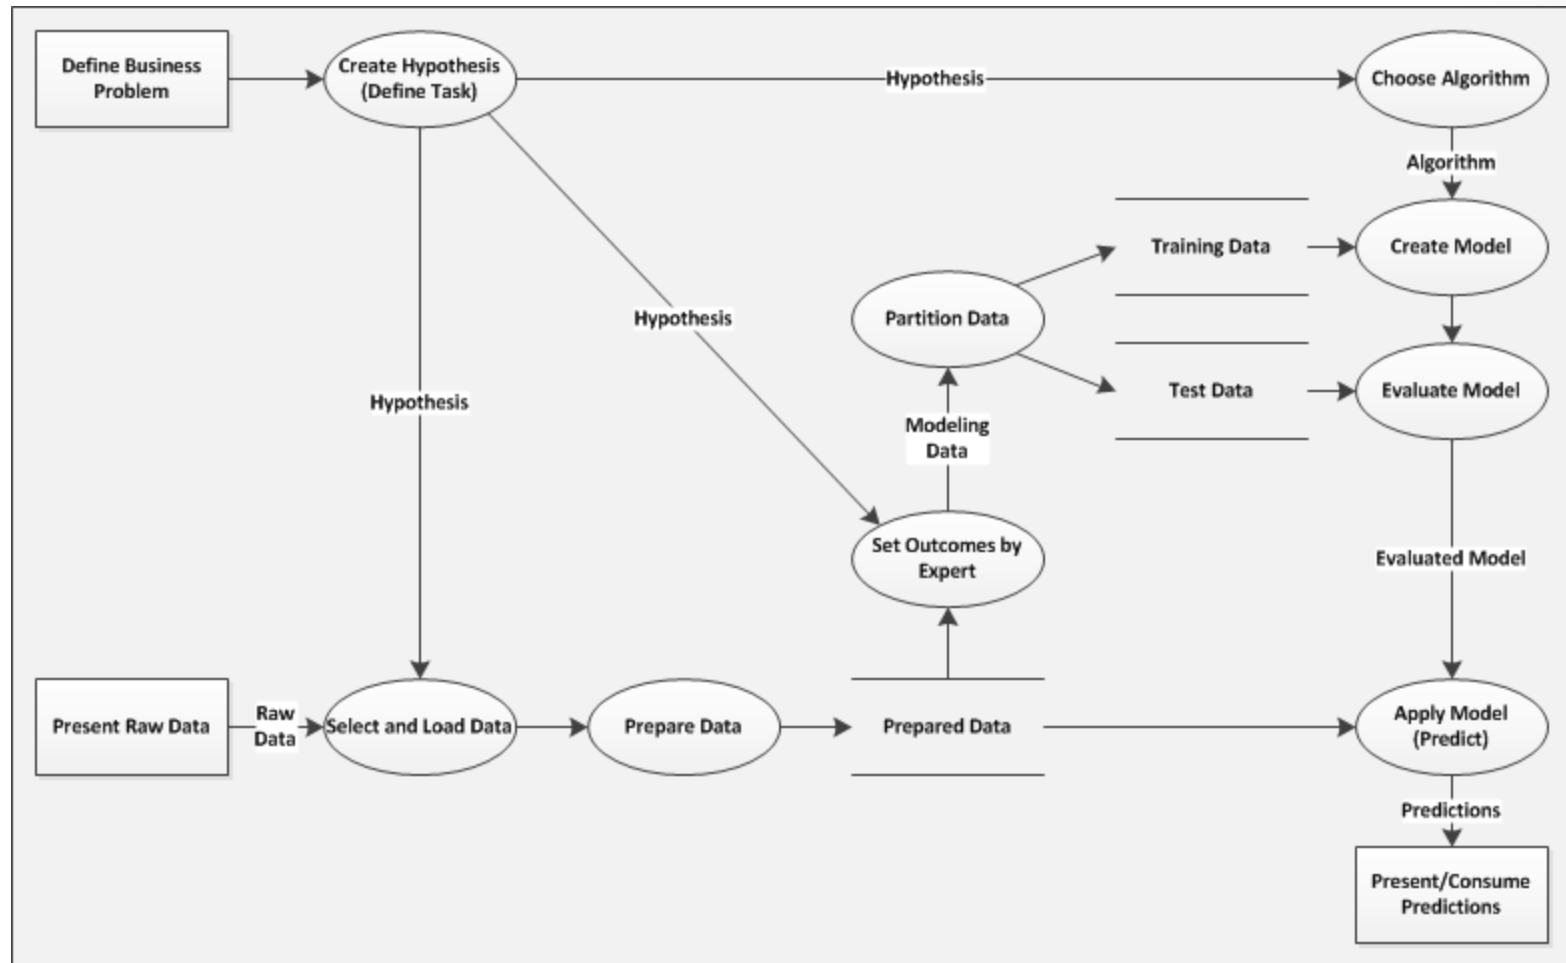 Define Business
Problem
Create Hypothesis
(Define Task)
Hypothesis
Choose Algorithm
Algorithm
Training Data
Create Model
Partition Data
Hypothesis
Test Data
Evaluate Model
Hypothesis
Modeling
Data
Set Outcomes by
Expert
Evaluated Model
Present Raw Data
Raw
Data
Select and Load Data
Prepare Data
Prepared Data
Apply Model
(Predict)
Predictions
Present/Consume
Predictions